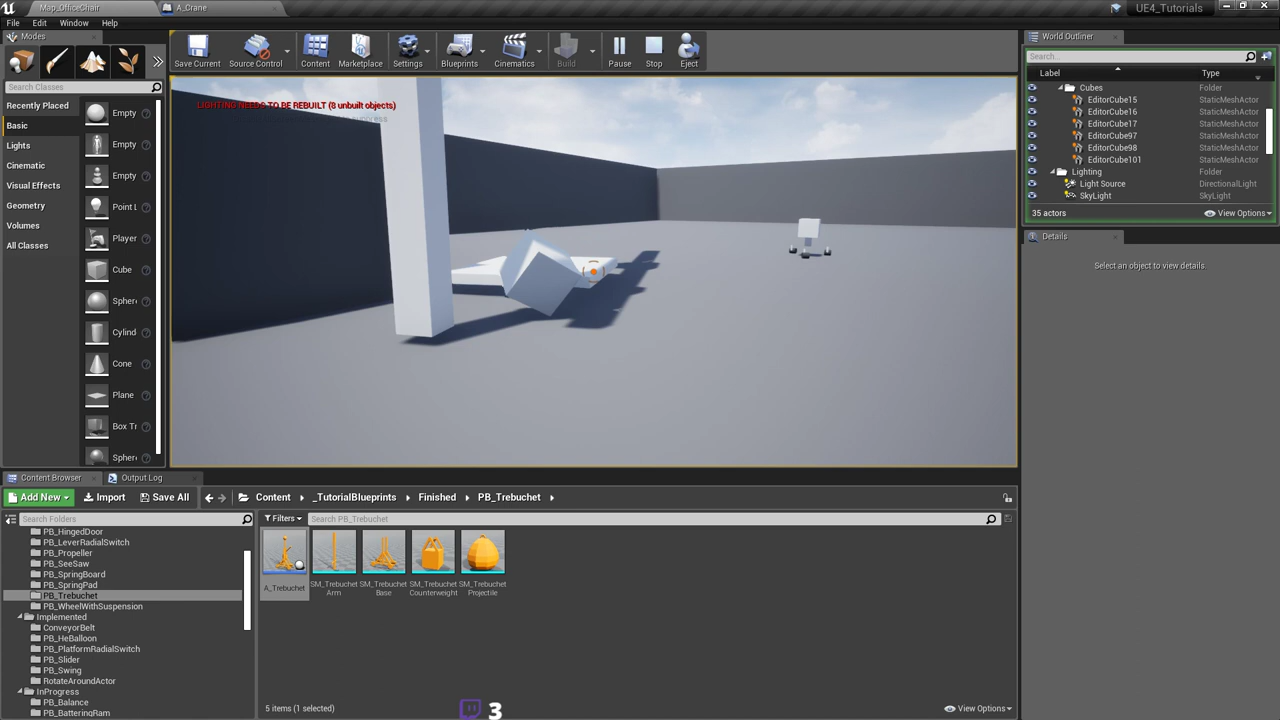 Map_OfficeChair
A_Crane
UE4_Tutorials
File Edit Window Help
Modes
Search Classes
Recently Placed
Basic
Lights
Cinematic
Visual Effects
Geometry
Volumes
All Classes
Empty
Empty
Empty
Point L
Player
Cube
Spher
Cylind
Cone
Plane
Box Tr
Spher
Save Current
Source Control
Content
Marketplace
Settings
Blueprints
Cinematics
Build
Pause
Stop
Eject
LIGHTING NEEDS TO BE REBUILT (8 unbuilt objects)
World Outliner
Search...
Label Type
Cubes Folder
EditorCube15 StaticMeshActor
EditorCube16 StaticMeshActor
EditorCube17 StaticMeshActor
EditorCube97 StaticMeshActor
EditorCube98 StaticMeshActor
EditorCube101 StaticMeshActor
Lighting Folder
Light Source DirectionalLight
SkyLight SkyLight
35 actors View Options
Details
Select an object to view details
Content Browser
Output Log
Add New Import Save All
Content _TutorialBlueprints Finished PB_Trebuchet
Search Folders
Filters
Search PB_Trebuchet
PB_HingedDoor
PB_LeverRadialSwitch
PB_Propeller
PB_SeeSaw
PB_SpringBoard
PB_SpringPad
PB_Trebuchet
PB_WheelWithSuspension
Implemented
ConveyorBelt
PB_HeBalloon
PB_PlatformRadialSwitch
PB_Slider
PB_Swing
RotateAroundActor
InProgress
PB_Balance
PB_BatteringRam
A_Trebuchet
SM_Trebuchet
Arm
SM_Trebuchet
Base
SM_Trebuchet
Counterweight
SM_Trebuchet
Projectile
5 items (1 selected)
3
View Options